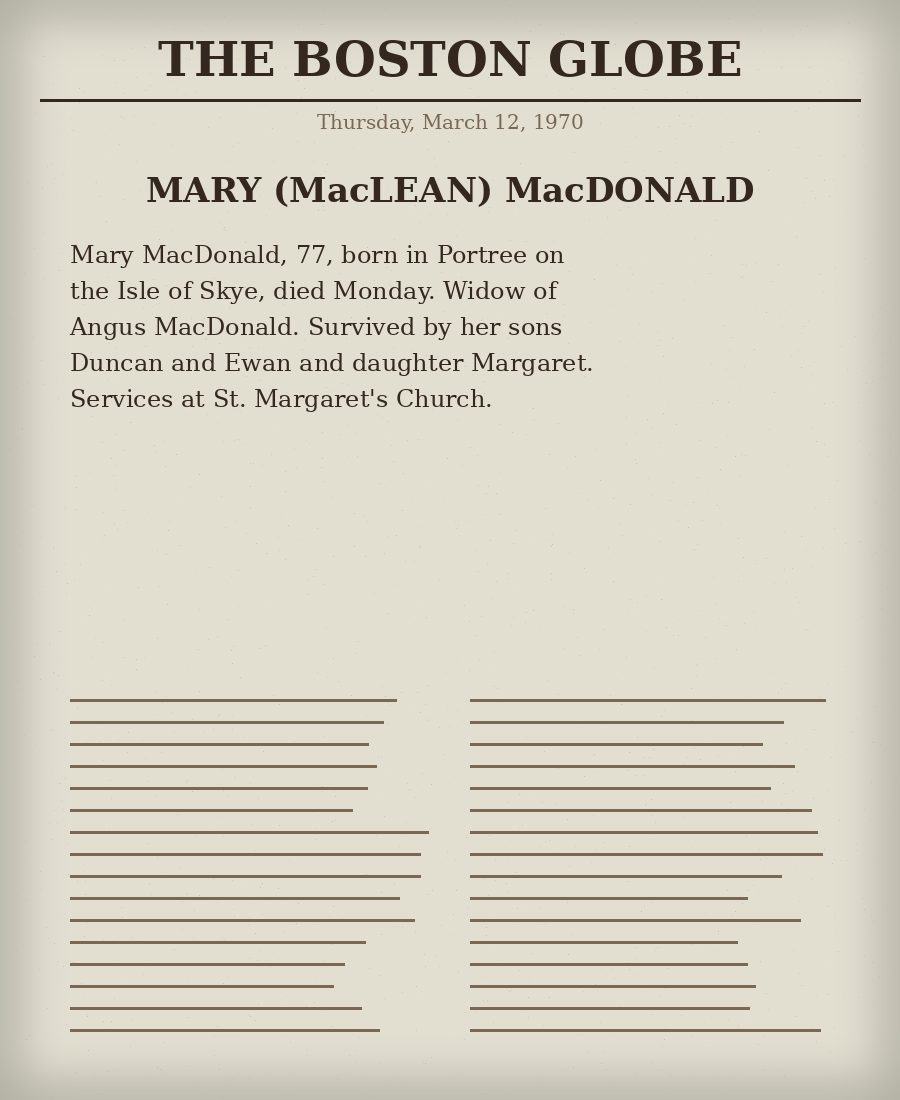 THE BOSTON GLOBE
Thursday, March 12, 1970
MARY (MacLEAN) MacDONALD
Mary MacDonald, 77, born in Portree on
the Isle of Skye, died Monday. Widow of
Angus MacDonald. Survived by her sons
Duncan and Ewan and daughter Margaret.
Services at St. Margaret's Church.